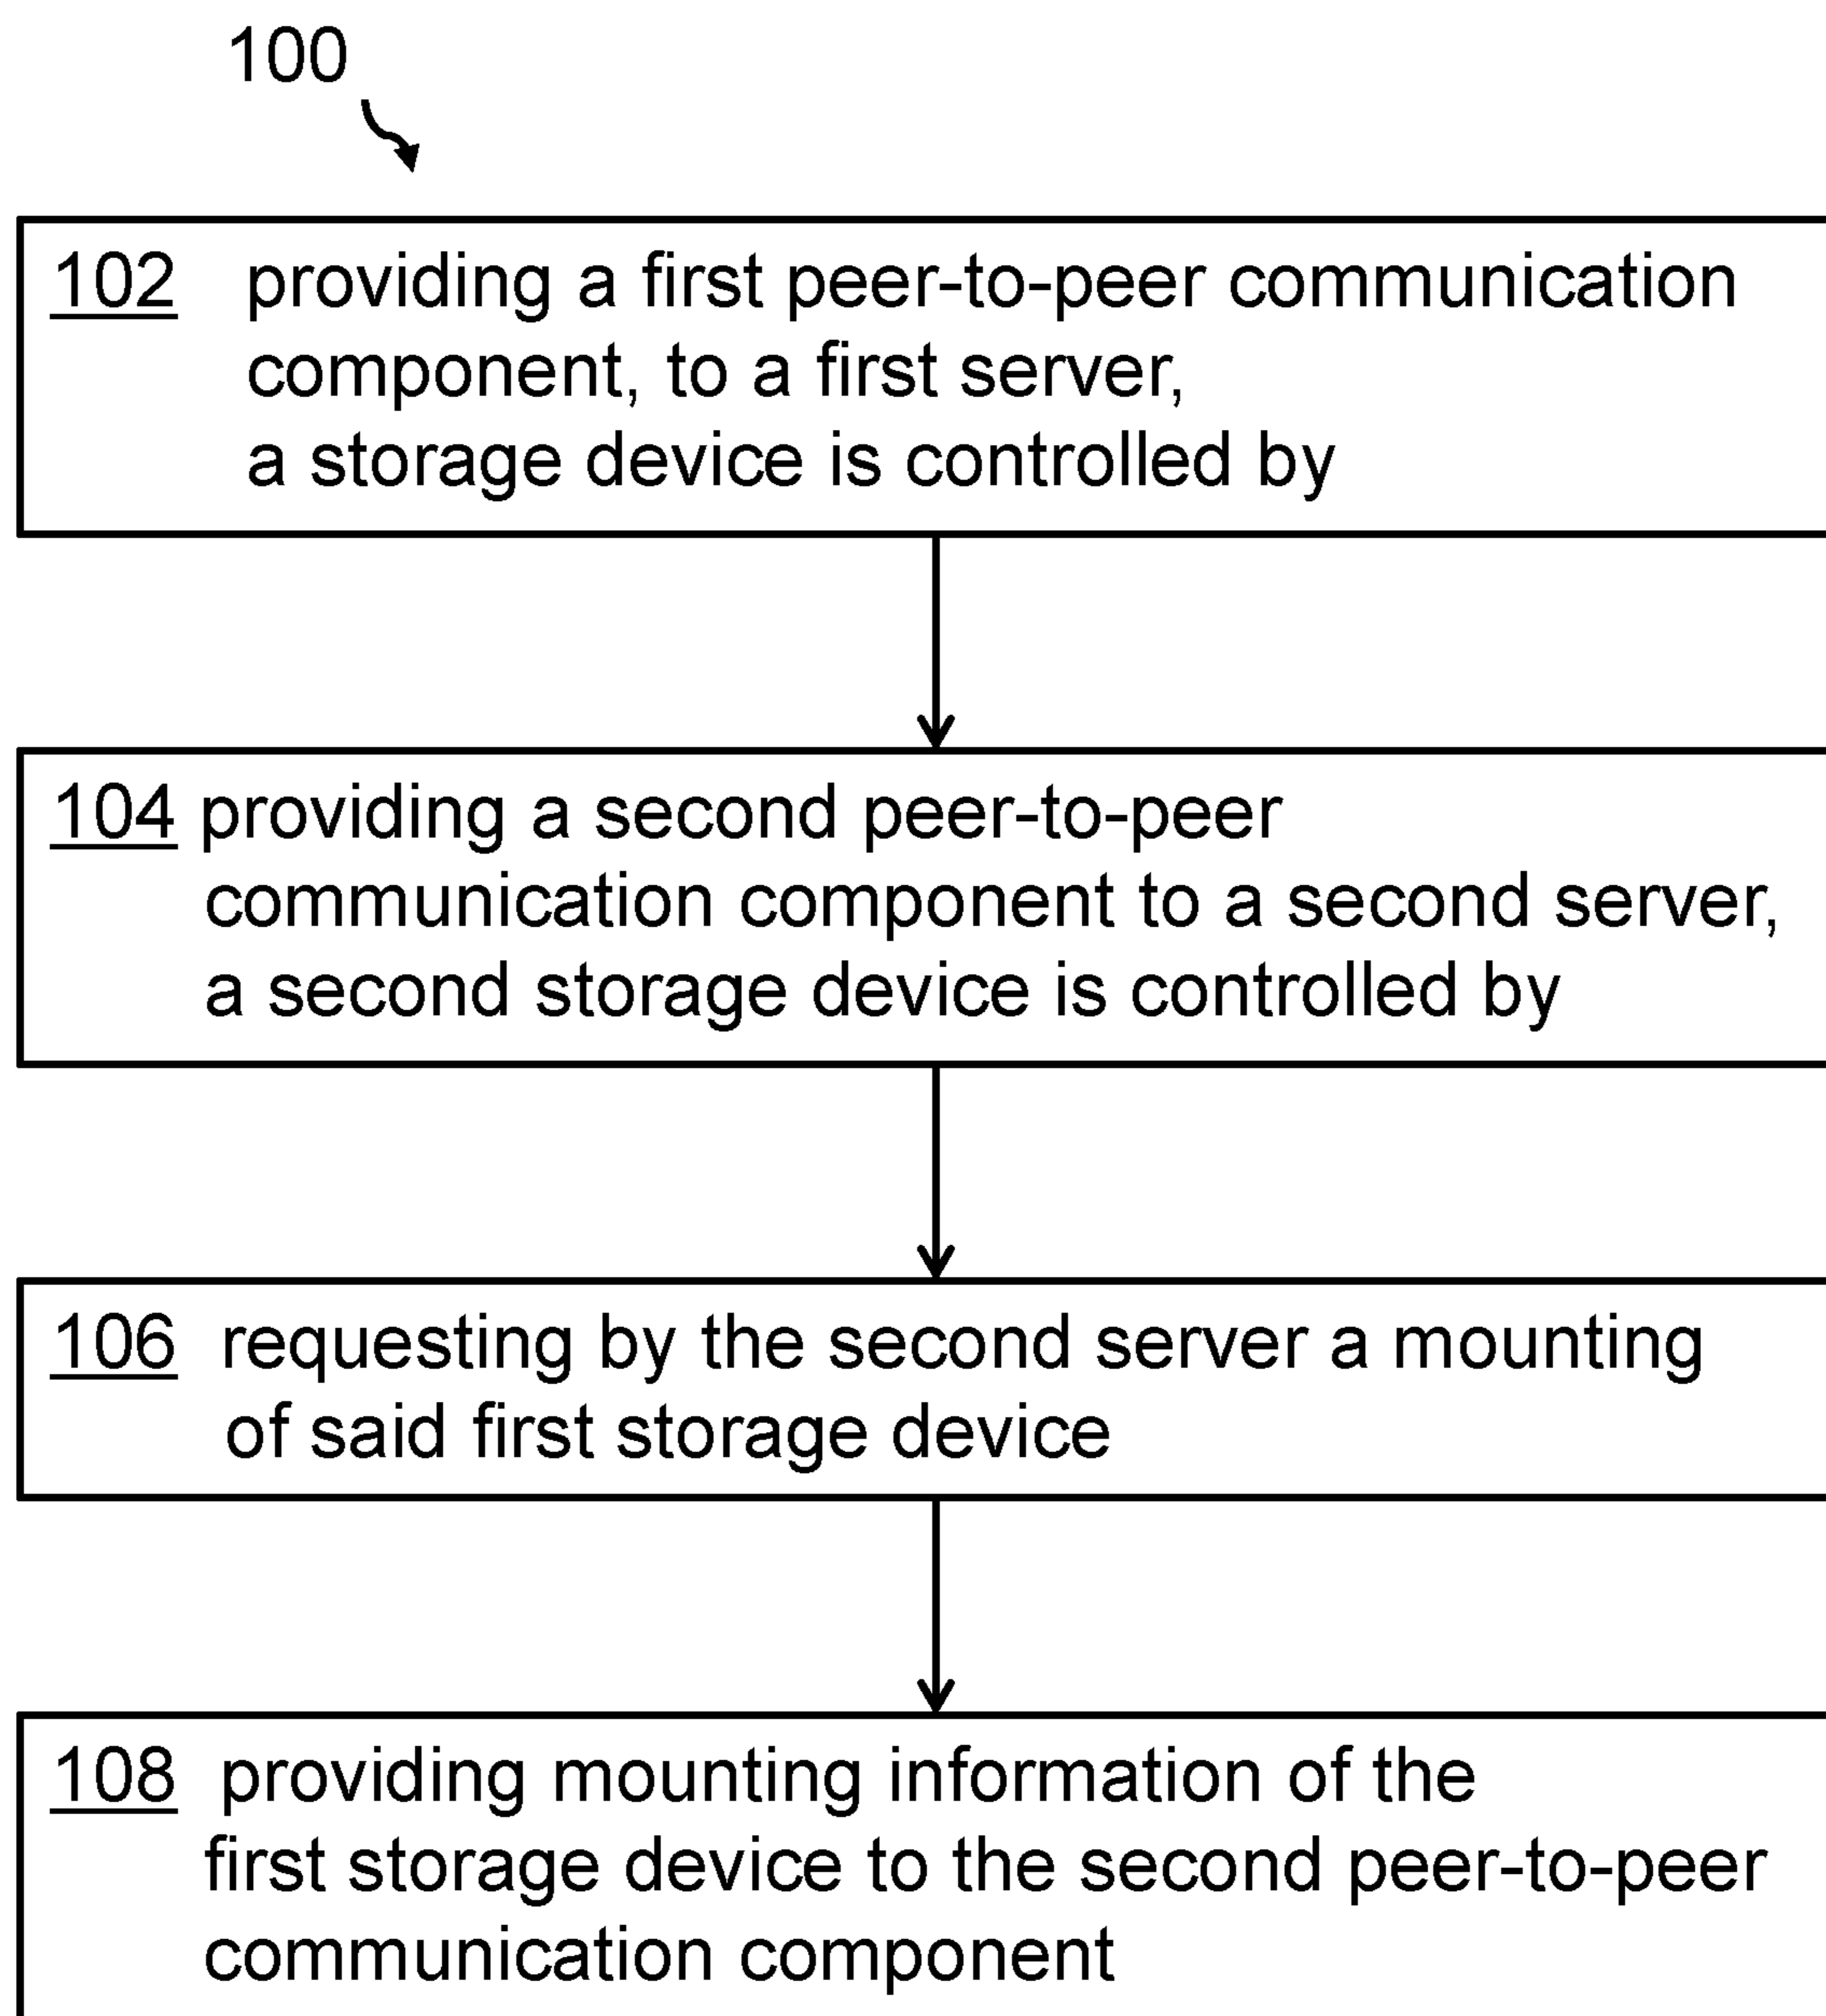 100
102 providing a first peer-to-peer communication
component, to a first server,
a storage device is controlled by
104 providing a second peer-to-peer
communication component to a second server,
a second storage device is controlled by
106 requesting by the second server a mounting
of said first storage device
108 providing mounting information of the
first storage device to the second peer-to-peer
communication component